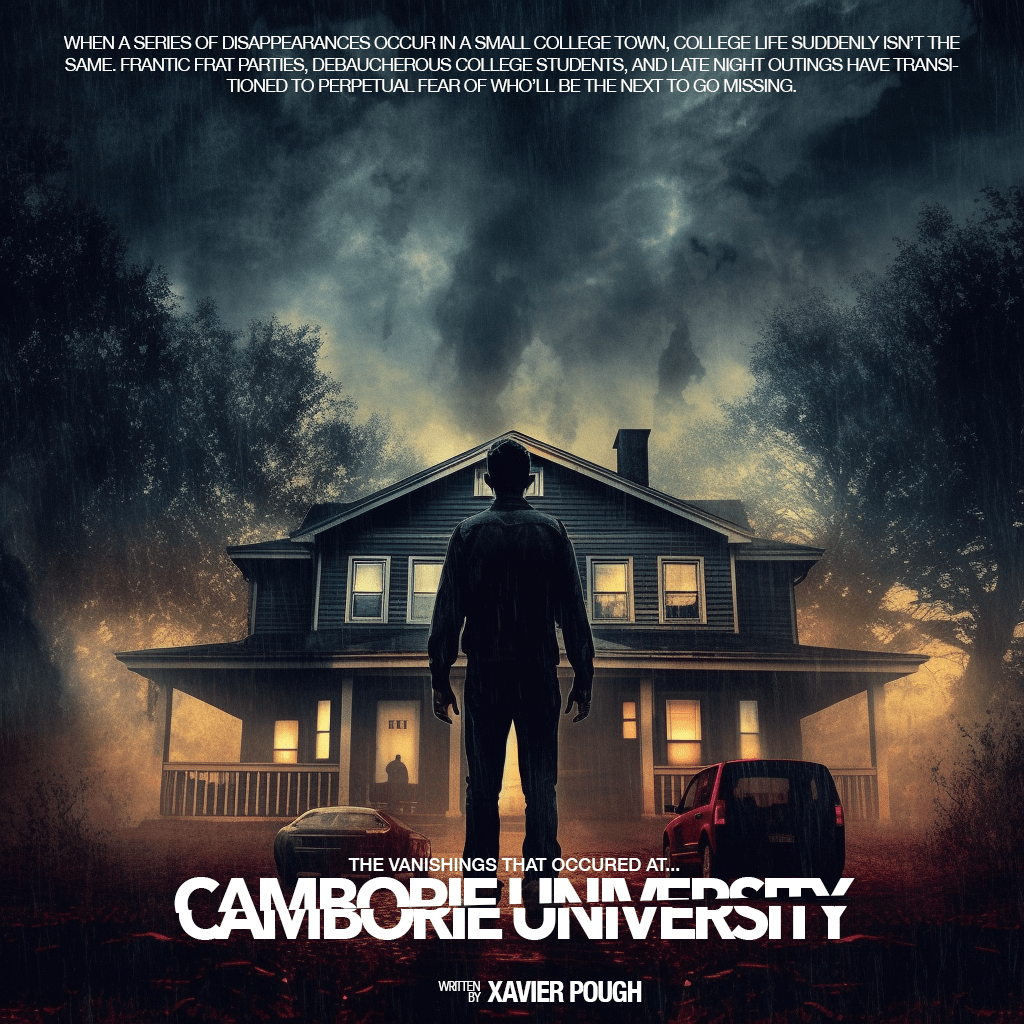 WHEN A SERIES OF DISAPPEARANCES OCCUR IN A SMALL COLLEGE TOWN, COLLEGE LIFE SUDDENLY ISN'T THE
SAME. FRANTIC FRAT PARTIES, DEBAUCHEROUS COLLEGE STUDENTS, AND LATE NIGHT OUTINGS HAVE TRANSI-
TIONED TO PERPETUAL FEAR OF WHO'LL BE THE NEXT TO GO MISSING.
THE VANISHINGS THAT OCCURED AT...
CAMBORIE UNIVERSITY
WRITTEN
BY XAVIER POUGH